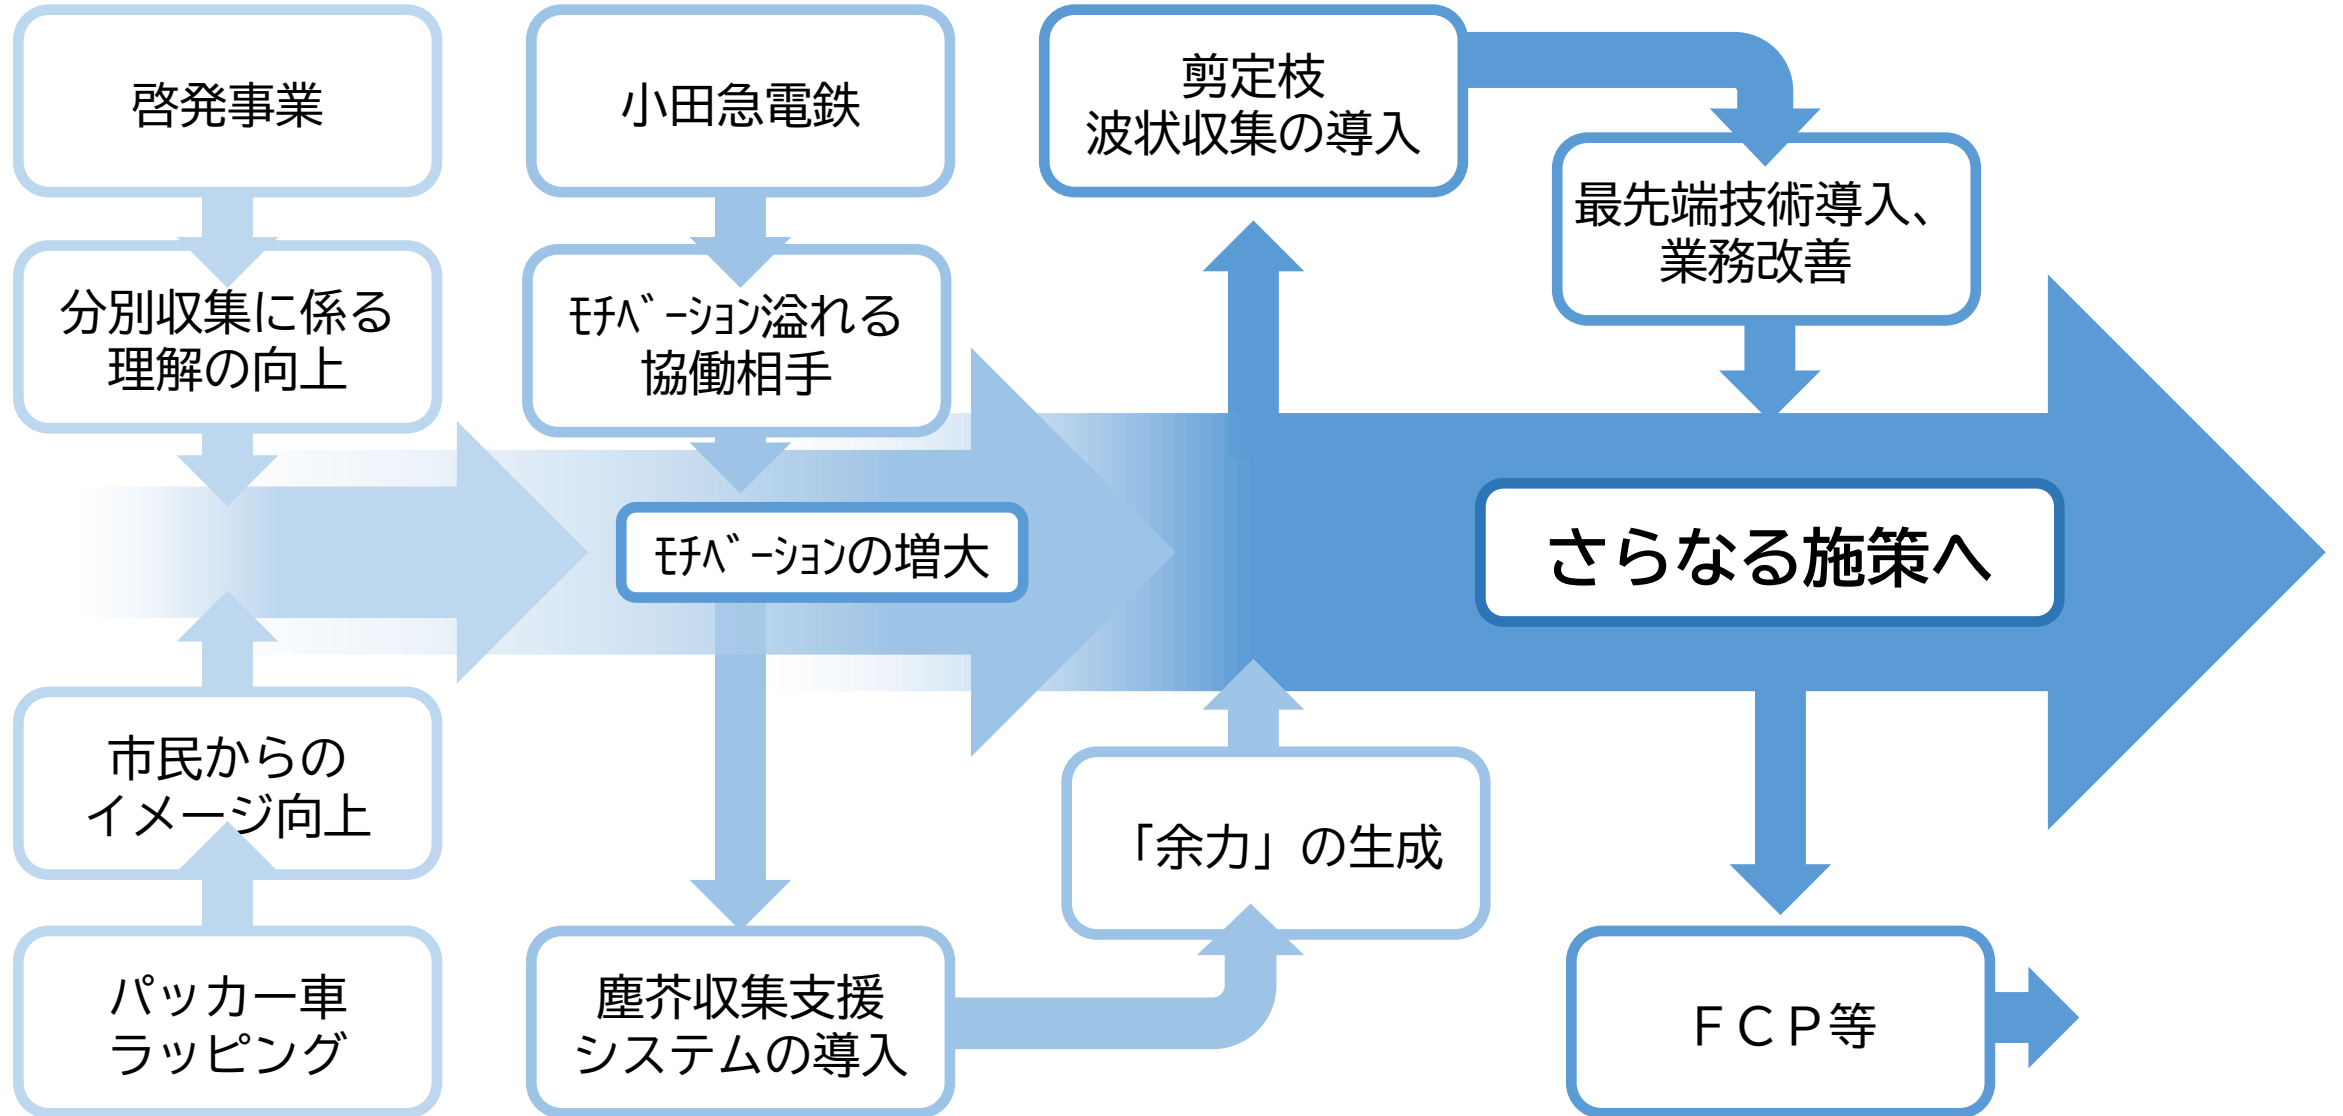 啓発事業
分別収集に係る
理解の向上
市民からの
イメージ向上
パッカー車
ラッピング
小田急電鉄
ﾓﾁﾍﾞｰｼｮﾝ溢れる
協働相手
ﾓﾁﾍﾞｰｼｮﾝの増大
塵芥収集支援
システムの導入
「余力」の生成
剪定枝
波状収集の導入
最先端技術導入、
業務改善
さらなる施策へ
ＦＣＰ等